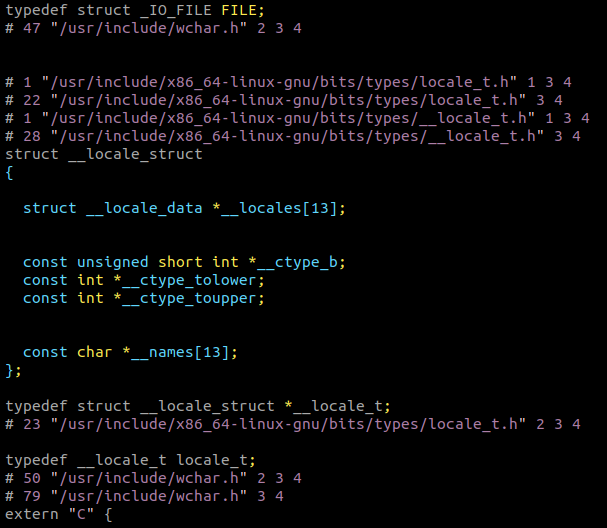 typedef struct _IO_FILE FILE;
# 47 "/usr/include/wchar.h" 2 3 4
# 1 "/usr/include/x86_64-linux-gnu/bits/types/locale_t.h" 1 3 4
# 22 "/usr/include/x86_64-linux-gnu/bits/types/locale_t.h" 3 4
# 1 "/usr/include/x86_64-linux-gnu/bits/types/__locale_t.h" 1 3 4
# 28 "/usr/include/x86_64-linux-gnu/bits/types/__locale_t.h" 3 4
struct __locale_struct
{
  struct __locale_data *__locales[13];
  const unsigned short int *__ctype_b;
  const int *__ctype_tolower;
  const int *__ctype_toupper;
  const char *__names[13];
};
typedef struct __locale_struct *__locale_t;
# 23 "/usr/include/x86_64-linux-gnu/bits/types/locale_t.h" 2 3 4
typedef __locale_t locale_t;
# 50 "/usr/include/wchar.h" 2 3 4
# 79 "/usr/include/wchar.h" 3 4
extern "C" {